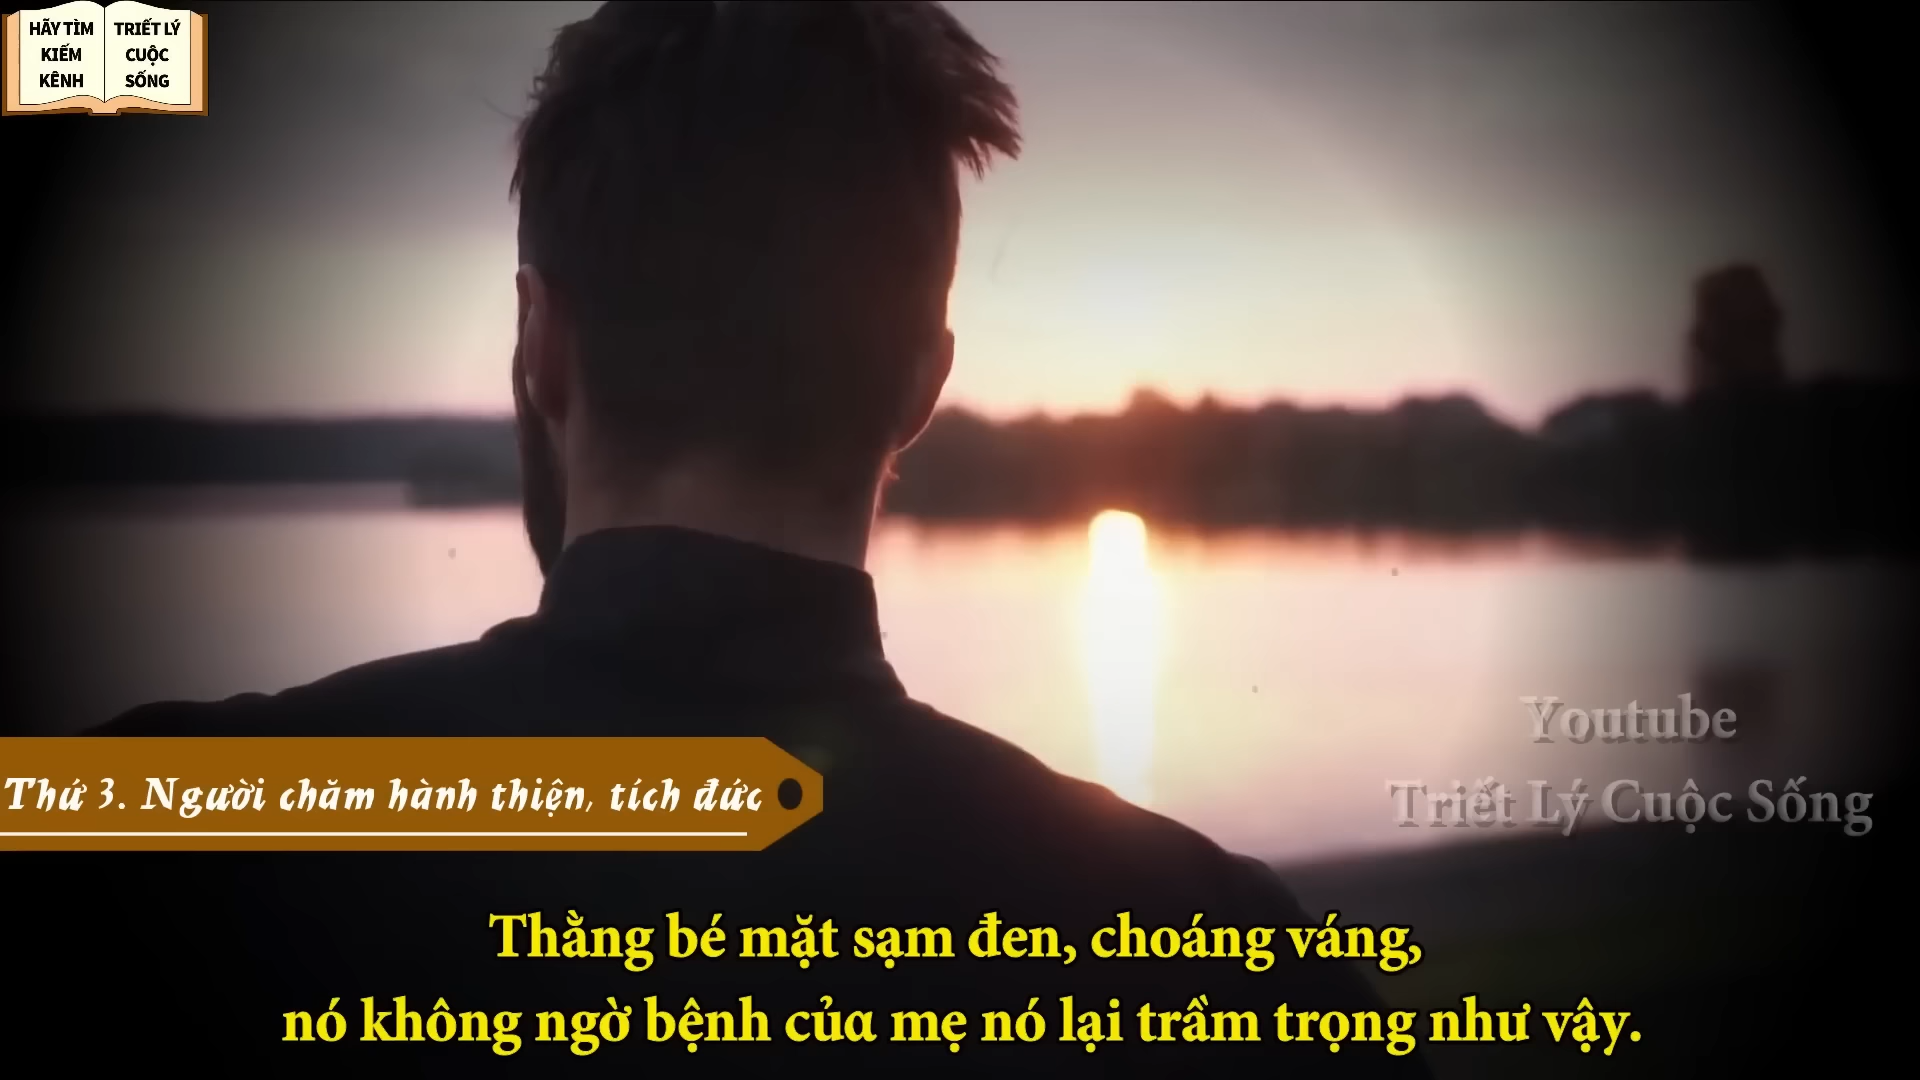 HÃY TÌM
KIẾM
KÊNH
TRIẾT LÝ
CUỘC
SỐNG
Youtube
Triết Lý Cuộc Sống
Thứ 3. Người chăm hành thiện, tích đức
Thằng bé mặt sạm đen, choáng váng,
nó không ngờ bệnh củɑ mẹ nó lại trầm trọng như vậy.